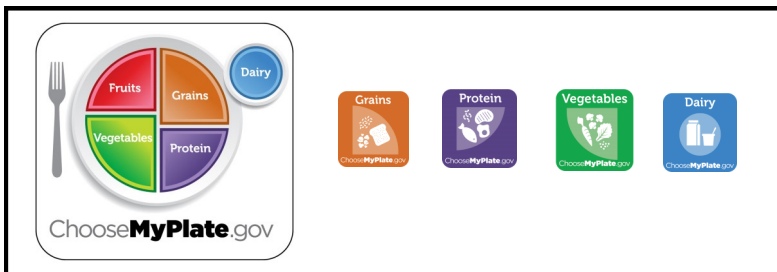 Fruits
Grains
Dairy
Vegetables
Protein
ChooseMyPlate.gov
Grains
ChooseMyPlate.gov
Protein
ChooseMyPlate.gov
Vegetables
ChooseMyPlate.gov
Dairy
ChooseMyPlate.gov